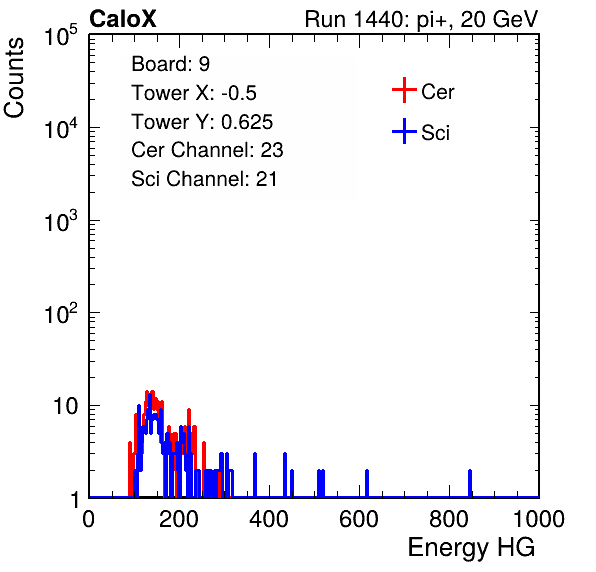 CaloX Run 1440: pi+, 20 GeV
Counts
10^5
10^4
10^3
10^2
10
1
Board: 9
Tower X: -0.5
Tower Y: 0.625
Cer Channel: 23
Sci Channel: 21
Cer
Sci
0 200 400 600 800 1000
Energy HG